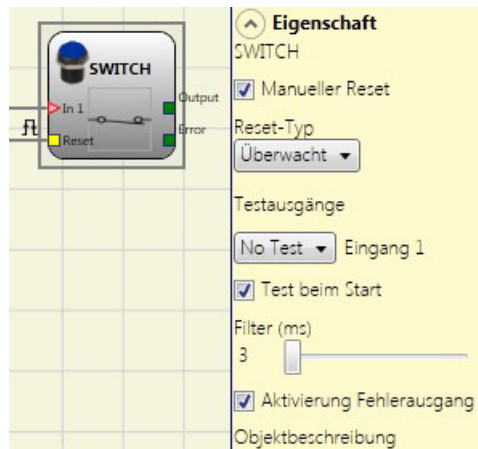 SWITCH
In 1
Output
Reset
Error
Eigenschaft
SWITCH
Manueller Reset
Reset-Typ
Überwacht
Testausgänge
No Test Eingang 1
Test beim Start
Filter (ms)
3
Aktivierung Fehlerausgang
Objektbeschreibung